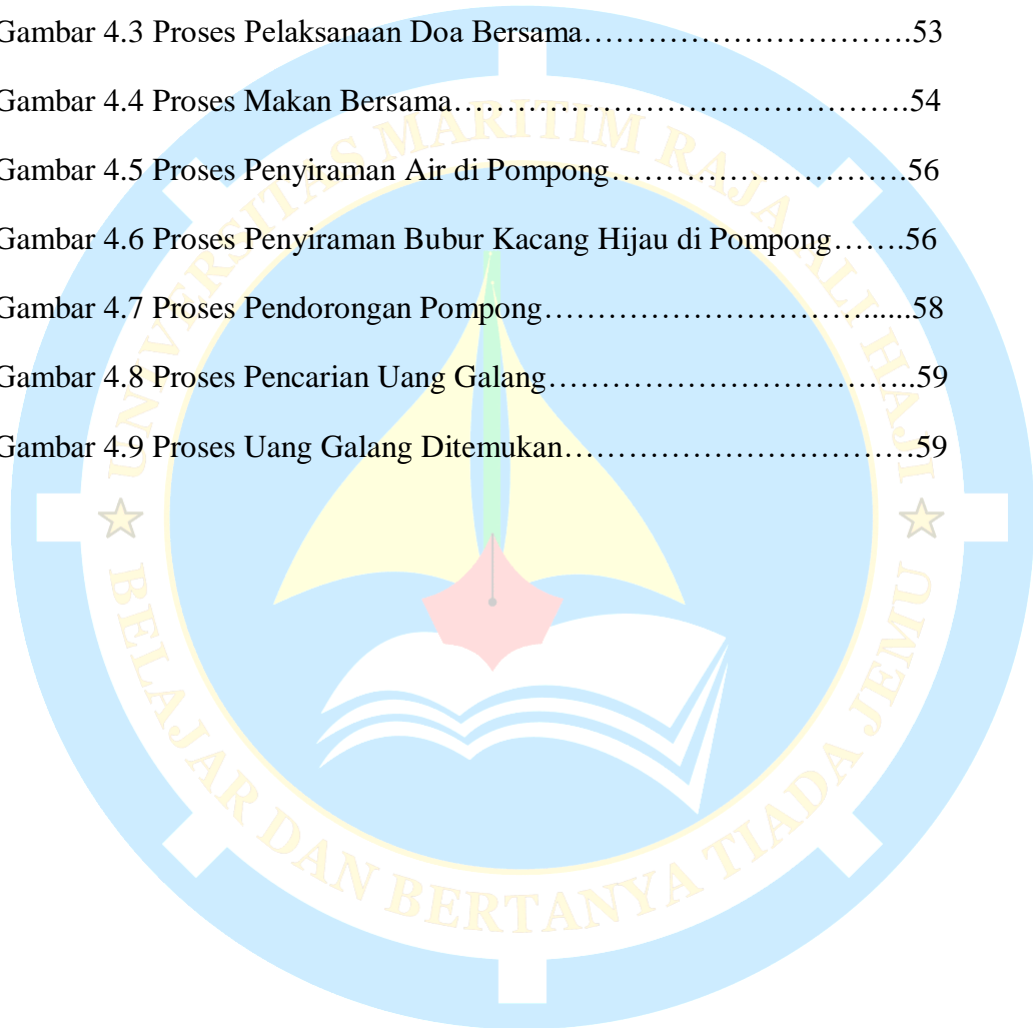 Gambar 4.3 Proses Pelaksanaan Doa Bersama………………………….53
Gambar 4.4 Proses Makan Bersama…………………………………….54
Gambar 4.5 Proses Penyiraman Air di Pompong……………………….56
Gambar 4.6 Proses Penyiraman Bubur Kacang Hijau di Pompong…….56
Gambar 4.7 Proses Pendorongan Pompong………………………….....58
Gambar 4.8 Proses Pencarian Uang Galang……………………………..59
Gambar 4.9 Proses Uang Galang Ditemukan…………………………….59
UNIVERSITAS MARITIM RAJA ALI HAJI
BELAJAR DAN BERTANYA TIADA JEMU